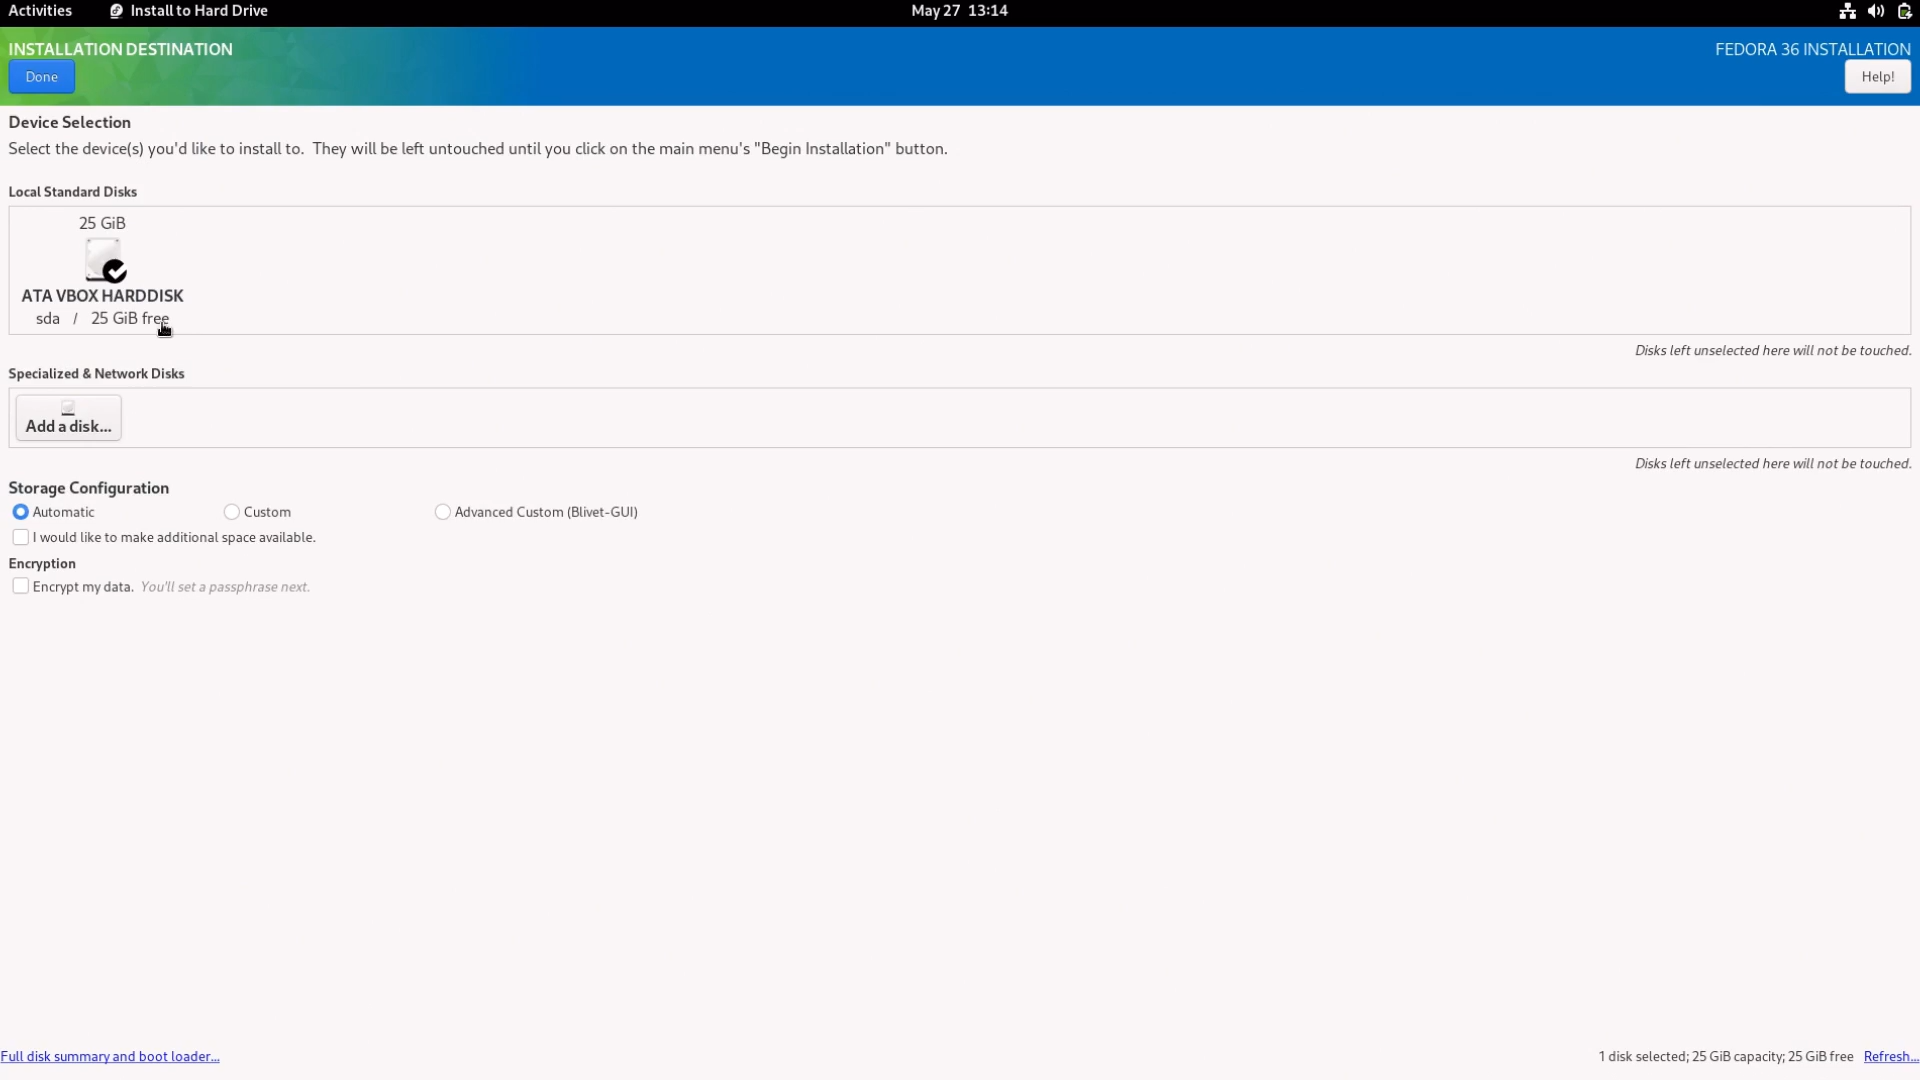 Activities Install to Hard Drive May 27 13:14
INSTALLATION DESTINATION FEDORA 36 INSTALLATION
Done Help!
Device Selection
Select the device(s) you'd like to install to. They will be left untouched until you click on the main menu's "Begin Installation" button.
Local Standard Disks
25 GiB
ATA VBOX HARDDISK
sda / 25 GiB free
Disks left unselected here will not be touched.
Specialized & Network Disks
Add a disk...
Disks left unselected here will not be touched.
Storage Configuration
Automatic Custom Advanced Custom (Blivet-GUI)
I would like to make additional space available.
Encryption
Encrypt my data. You'll set a passphrase next.
Full disk summary and boot loader... 1 disk selected; 25 GiB capacity; 25 GiB free Refresh...